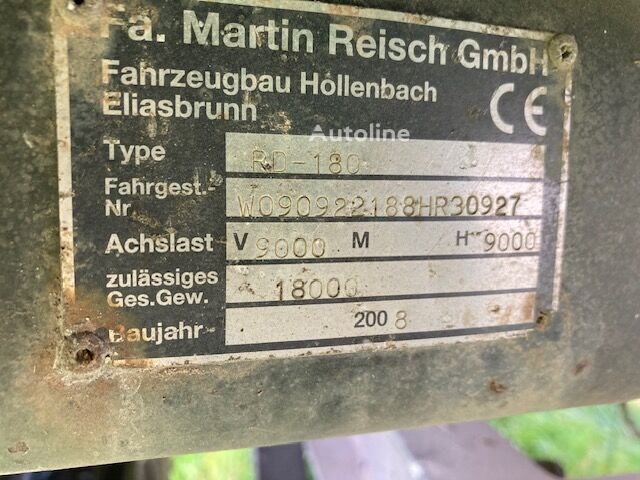 Fa. Martin Reisch GmbH
Fahrzeugbau Hollenbach
Eliasbrunn
CE
Autoline
Type RD-180
Fahrgest.-
Nr W090922188HR30927
Achslast V 9000 M H 9000
zulässiges
Ges.Gew. 18000
Baujahr 2008